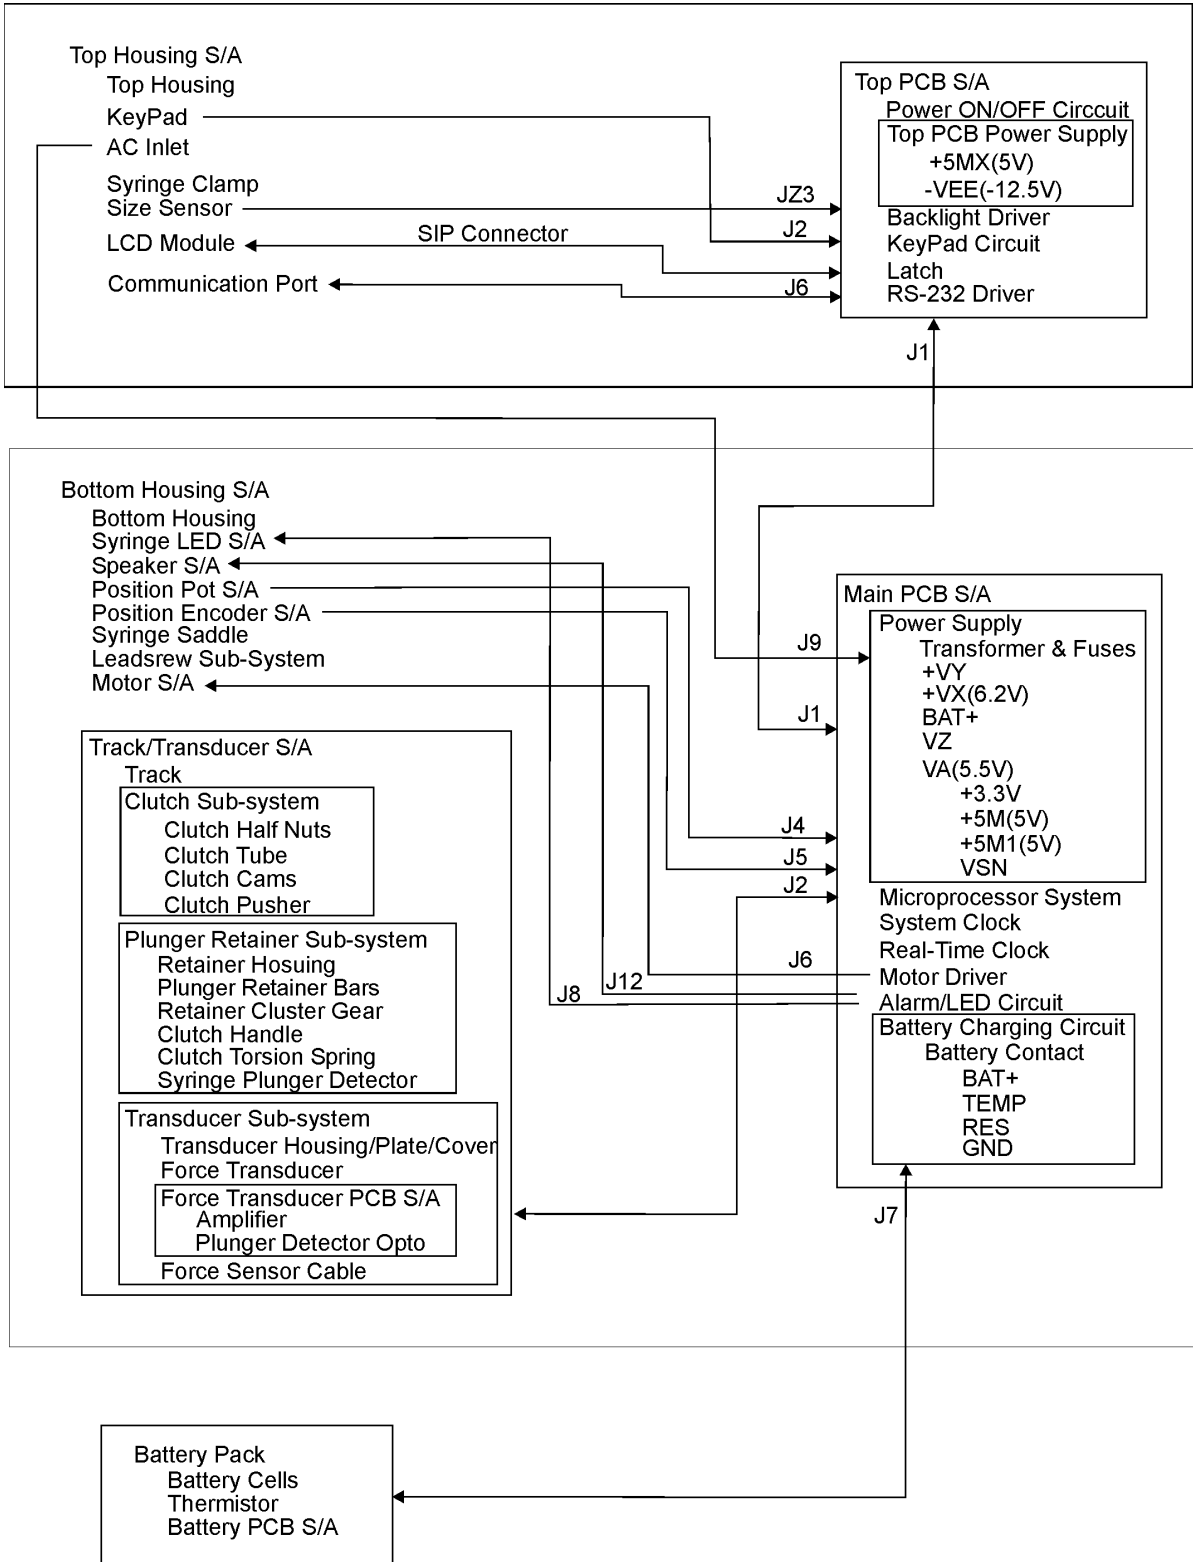 Top Housing S/A
Top Housing
KeyPad
AC Inlet
Syringe Clamp
Size Sensor
LCD Module
Communication Port
SIP Connector
JZ3
J2
J6
Top PCB S/A
Power ON/OFF Circcuit
Top PCB Power Supply
+5MX(5V)
-VEE(-12.5V)
Backlight Driver
KeyPad Circuit
Latch
RS-232 Driver
J1
Bottom Housing S/A
Bottom Housing
Syringe LED S/A
Speaker S/A
Position Pot S/A
Position Encoder S/A
Syringe Saddle
Leadsrew Sub-System
Motor S/A
Track/Transducer S/A
Track
Clutch Sub-system
Clutch Half Nuts
Clutch Tube
Clutch Cams
Clutch Pusher
Plunger Retainer Sub-system
Retainer Hosuing
Plunger Retainer Bars
Retainer Cluster Gear
Clutch Handle
Clutch Torsion Spring
Syringe Plunger Detector
Transducer Sub-system
Transducer Housing/Plate/Cover
Force Transducer
Force Transducer PCB S/A
Amplifier
Plunger Detector Opto
Force Sensor Cable
J9
J1
J4
J5
J2
J6
J12
J8
Main PCB S/A
Power Supply
Transformer & Fuses
+VY
+VX(6.2V)
BAT+
VZ
VA(5.5V)
+3.3V
+5M(5V)
+5M1(5V)
VSN
Microprocessor System
System Clock
Real-Time Clock
Motor Driver
Alarm/LED Circuit
Battery Charging Circuit
Battery Contact
BAT+
TEMP
RES
GND
J7
Battery Pack
Battery Cells
Thermistor
Battery PCB S/A